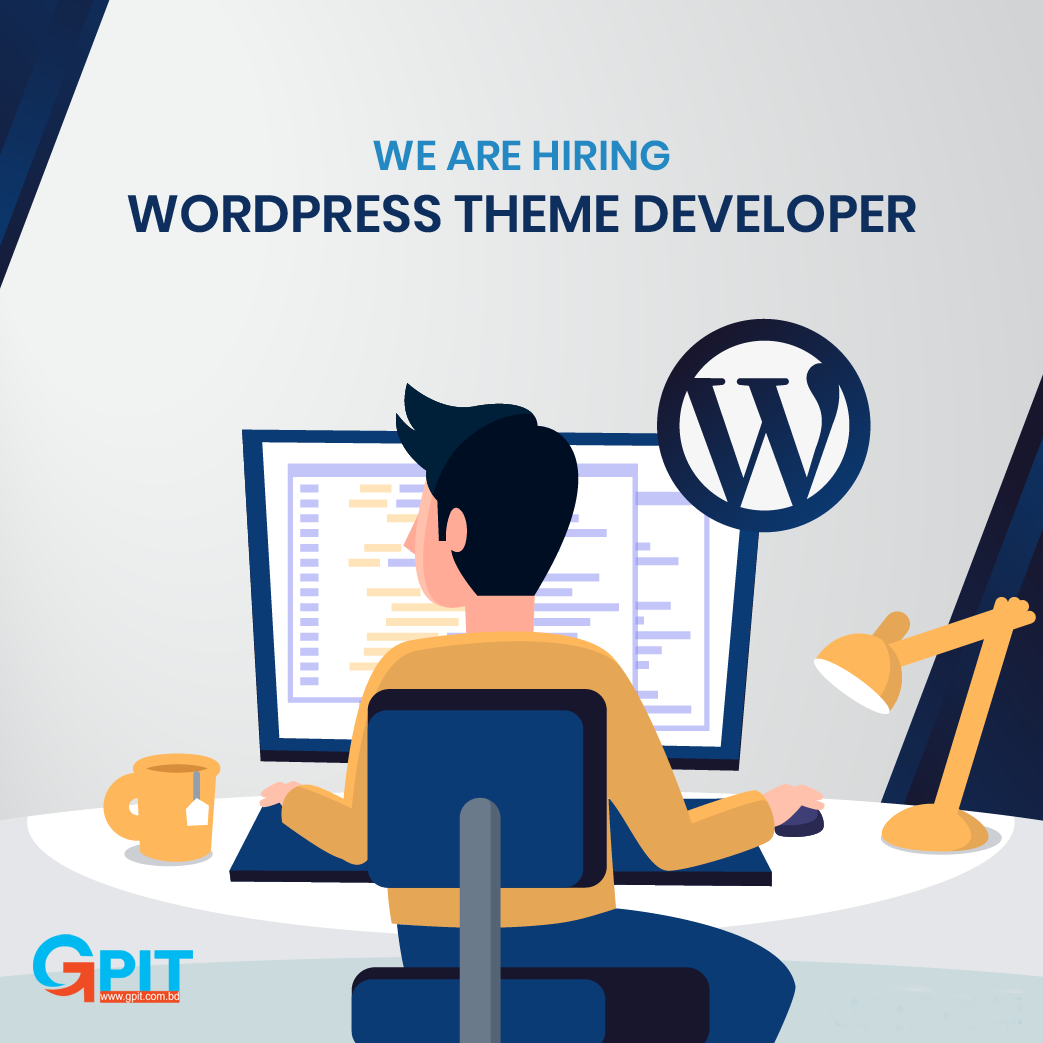 WE ARE HIRING
WORDPRESS THEME DEVELOPER
W
GPIT
www.gpit.com.bd